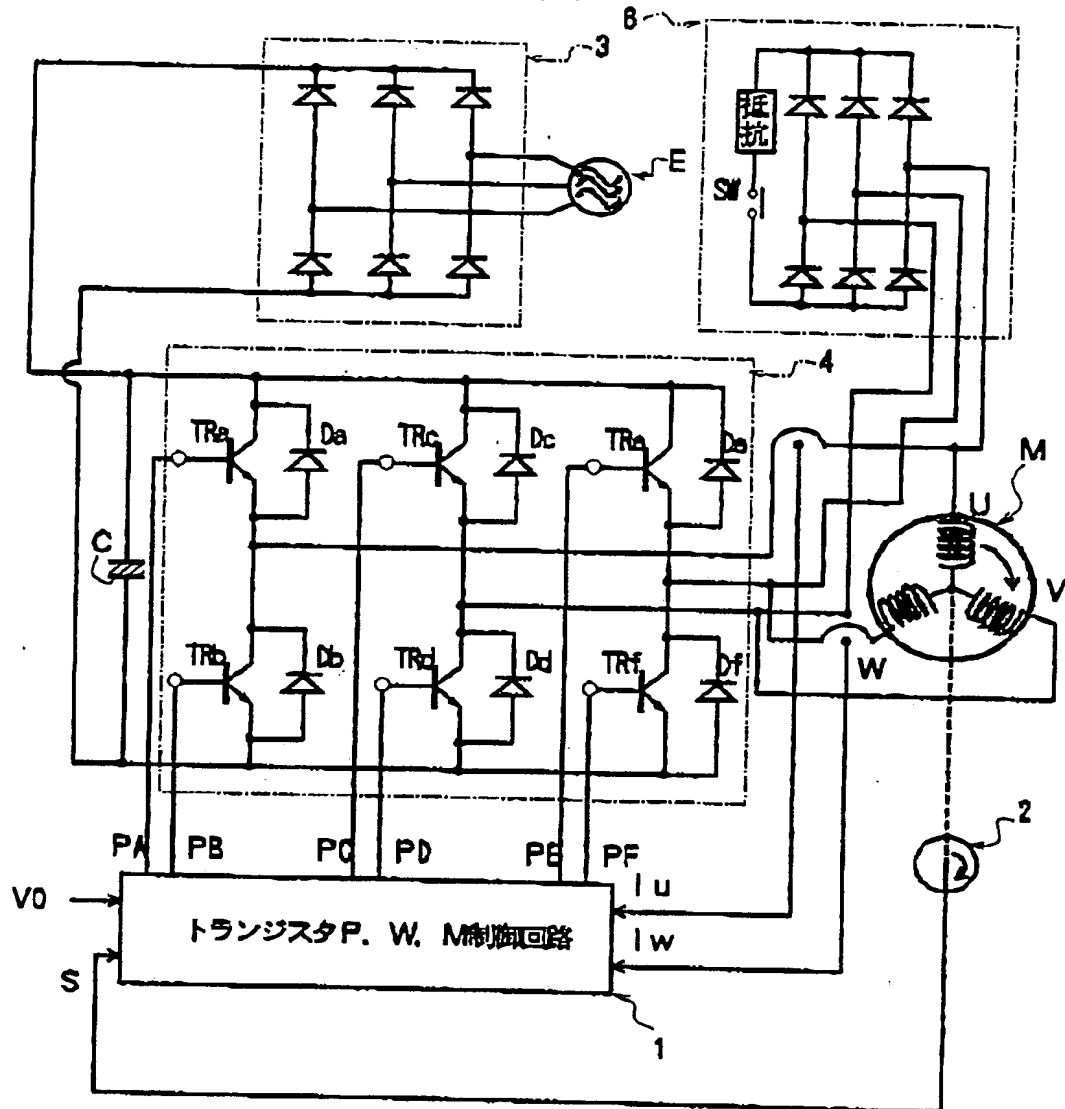 6
3
抵抗
SW
E
4
TRa
Da
TRc
Dc
TRe
De
M
U
C
V
TRb
Db
TRd
Dd
TRf
Df
W
2
PA
PB
PC
PD
PE
PF
Iu
V0
トランジスタP. W. M制御回路
Iw
S
1